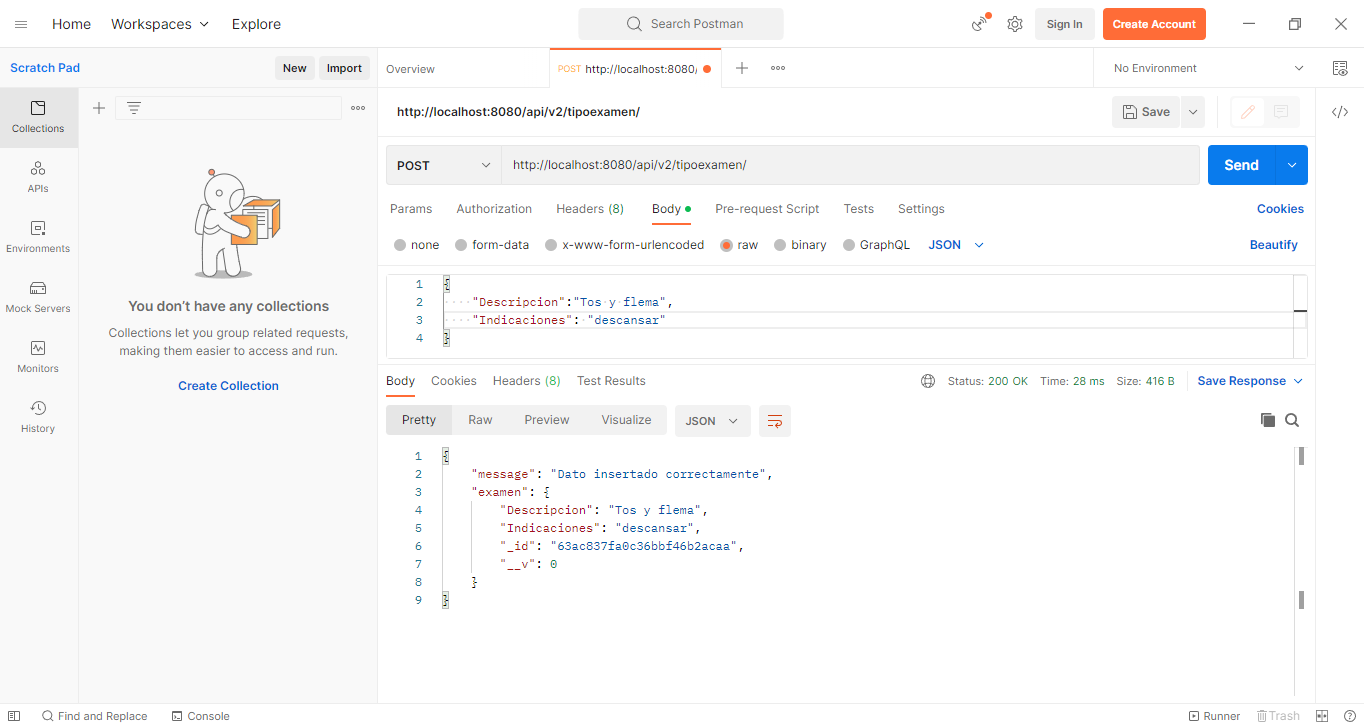 Home Workspaces Explore Search Postman Sign In Create Account
Scratch Pad New Import Overview POST http://localhost:8080/ No Environment
Collections
APIs
Environments
Mock Servers
Monitors
History
You don't have any collections
Collections let you group related requests,
making them easier to access and run.
Create Collection
http://localhost:8080/api/v2/tipoexamen/ Save
POST http://localhost:8080/api/v2/tipoexamen/ Send
Params Authorization Headers (8) Body Pre-request Script Tests Settings Cookies
none form-data x-www-form-urlencoded raw binary GraphQL JSON Beautify
1 {
2 "Descripcion":"Tos y flema",
3 "Indicaciones": "descansar"
4 }
Body Cookies Headers (8) Test Results Status: 200 OK Time: 28 ms Size: 416 B Save Response
Pretty Raw Preview Visualize JSON
1 {
2 "message": "Dato insertado correctamente",
3 "examen": {
4 "Descripcion": "Tos y flema",
5 "Indicaciones": "descansar",
6 "_id": "63ac837fa0c36bbf46b2acaa",
7 "__v": 0
8 }
9 }
Find and Replace Console Runner Trash